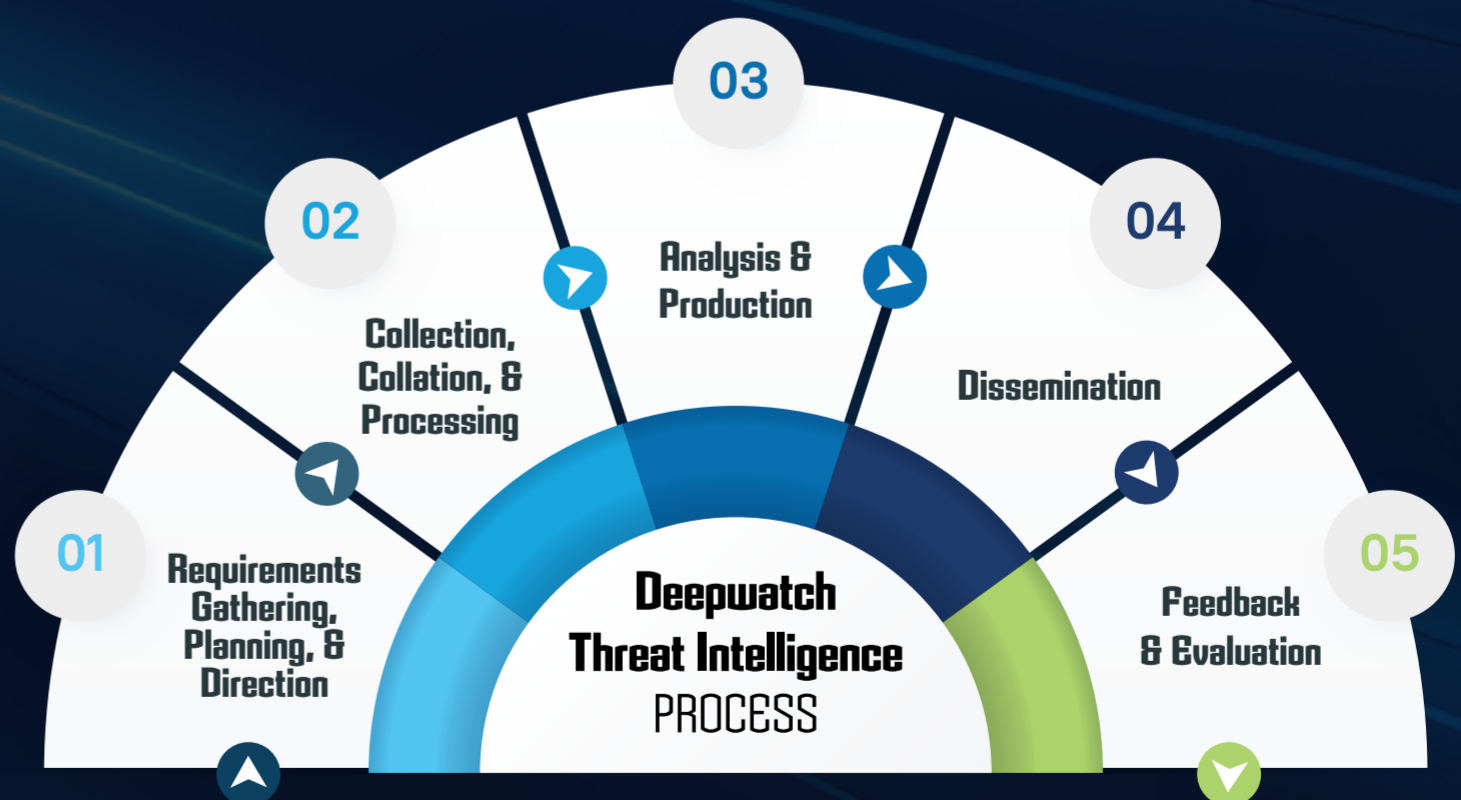 01
Requirements
Gathering,
Planning, &
Direction
02
Collection,
Collation, &
Processing
03
Analysis &
Production
04
Dissemination
05
Feedback
& Evaluation
Deepwatch
Threat Intelligence
PROCESS